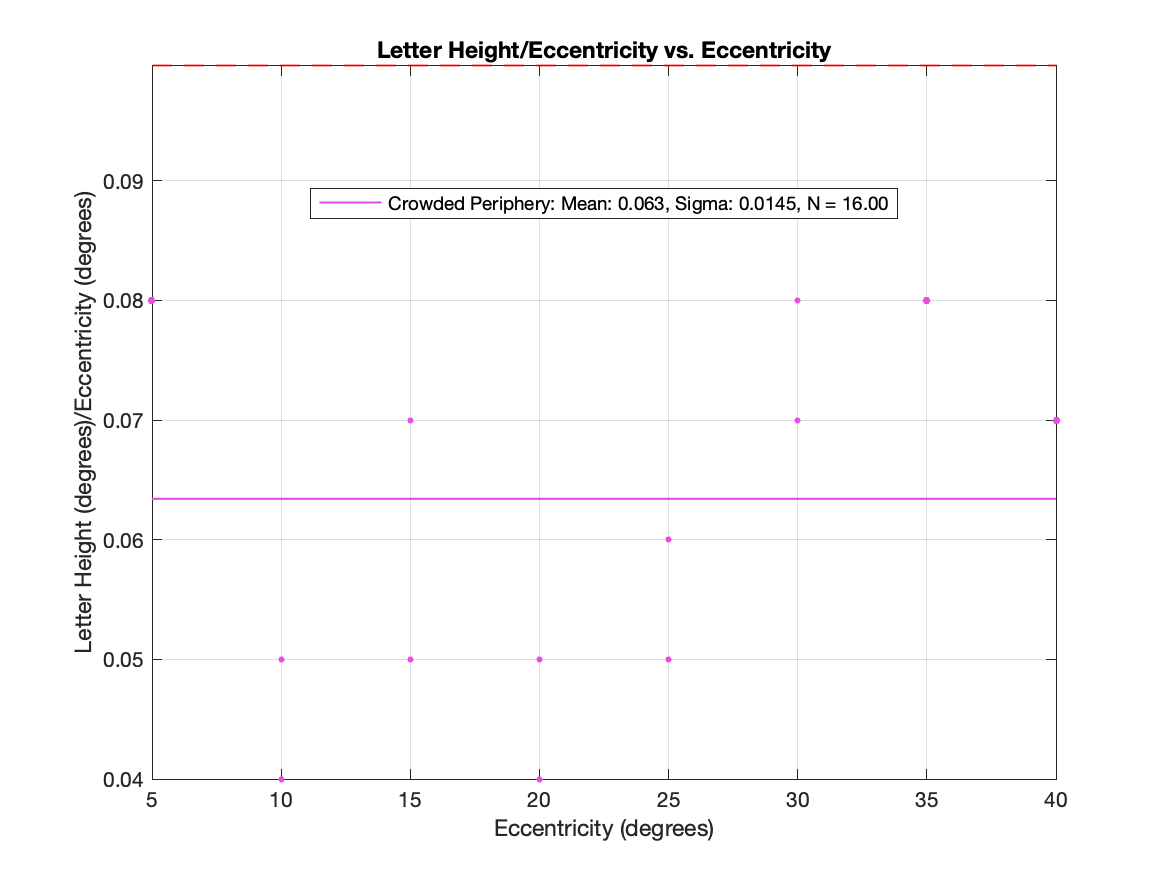 Letter Height/Eccentricity vs. Eccentricity
0.09
0.08
0.07
0.06
0.05
0.04
Letter Height (degrees)/Eccentricity (degrees)
Crowded Periphery: Mean: 0.063, Sigma: 0.0145, N = 16.00
5 10 15 20 25 30 35 40
Eccentricity (degrees)